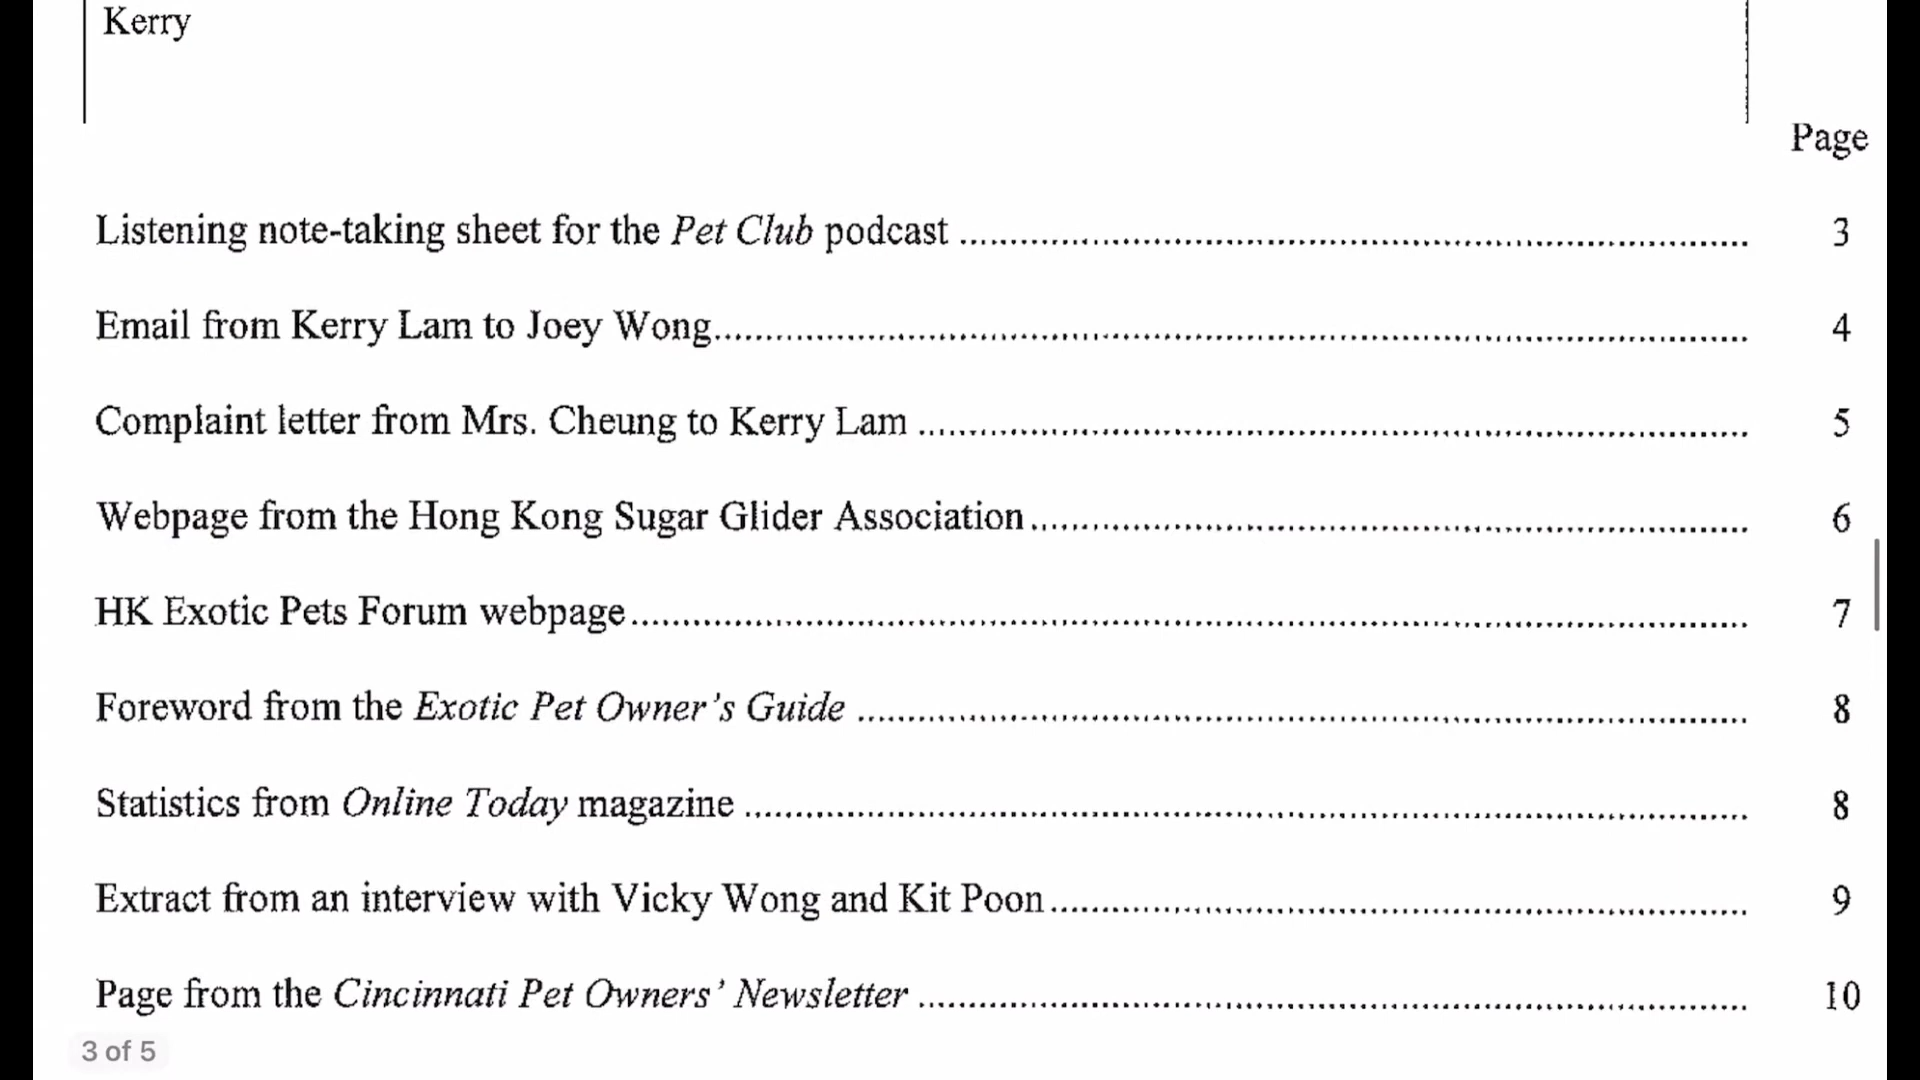 Kerry
Page
Listening note-taking sheet for the Pet Club podcast ........................................ 3
Email from Kerry Lam to Joey Wong........................................ 4
Complaint letter from Mrs. Cheung to Kerry Lam ........................................ 5
Webpage from the Hong Kong Sugar Glider Association........................................ 6
HK Exotic Pets Forum webpage........................................ 7
Foreword from the Exotic Pet Owner's Guide ........................................ 8
Statistics from Online Today magazine ........................................ 8
Extract from an interview with Vicky Wong and Kit Poon........................................ 9
Page from the Cincinnati Pet Owners' Newsletter ........................................ 10
3 of 5